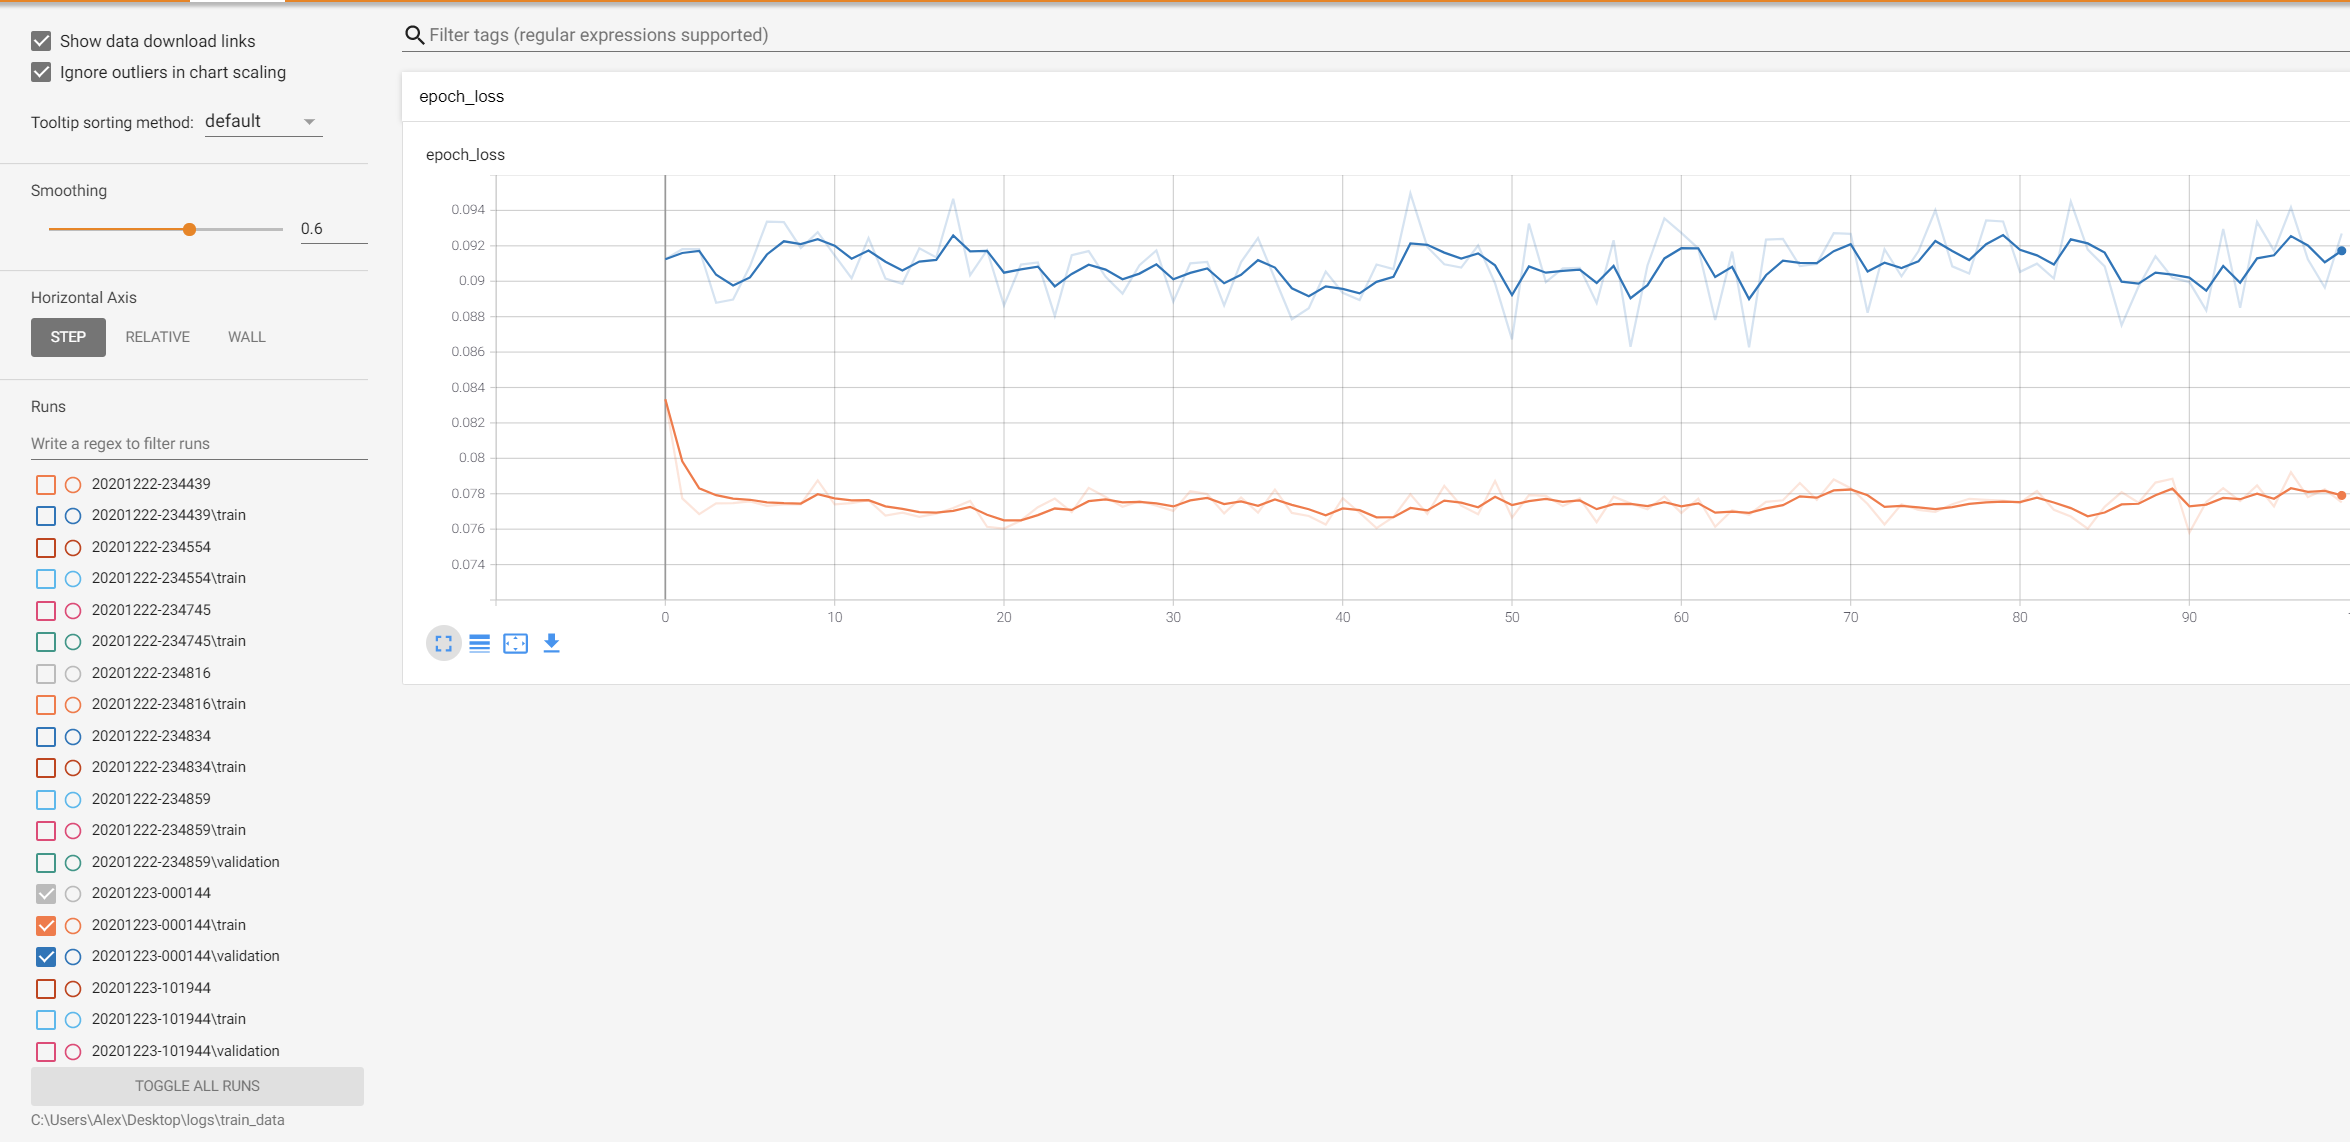 Show data download links
Ignore outliers in chart scaling
Tooltip sorting method: default
Smoothing
0.6
Horizontal Axis
STEP RELATIVE WALL
Runs
Write a regex to filter runs
20201222-234439
20201222-234439\train
20201222-234554
20201222-234554\train
20201222-234745
20201222-234745\train
20201222-234816
20201222-234816\train
20201222-234834
20201222-234834\train
20201222-234859
20201222-234859\train
20201222-234859\validation
20201223-000144
20201223-000144\train
20201223-000144\validation
20201223-101944
20201223-101944\train
20201223-101944\validation
TOGGLE ALL RUNS
C:\Users\Alex\Desktop\logs\train_data
Filter tags (regular expressions supported)
epoch_loss
epoch_loss
0.094
0.092
0.09
0.088
0.086
0.084
0.082
0.08
0.078
0.076
0.074
0 10 20 30 40 50 60 70 80 90